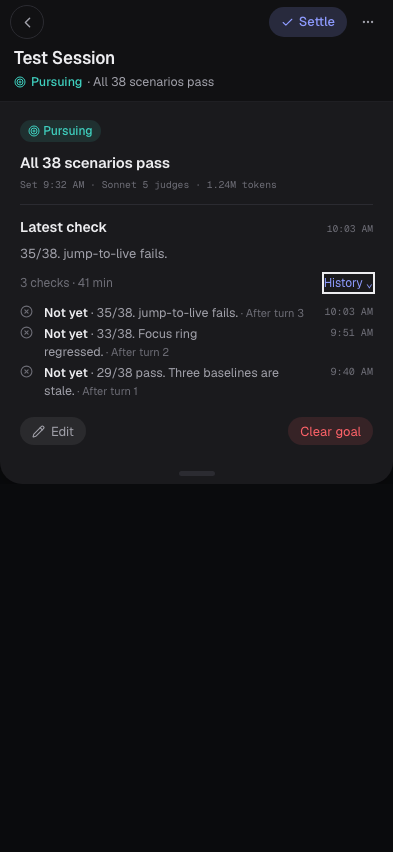 Settle
Test Session
Pursuing · All 38 scenarios pass
Pursuing
All 38 scenarios pass
Set 9:32 AM · Sonnet 5 judges · 1.24M tokens
Latest check 10:03 AM
35/38. jump-to-live fails.
3 checks · 41 min History
Not yet · 35/38. jump-to-live fails. · After turn 3 10:03 AM
Not yet · 33/38. Focus ring 9:51 AM
regressed. · After turn 2
Not yet · 29/38 pass. Three baselines are 9:40 AM
stale. · After turn 1
Edit Clear goal